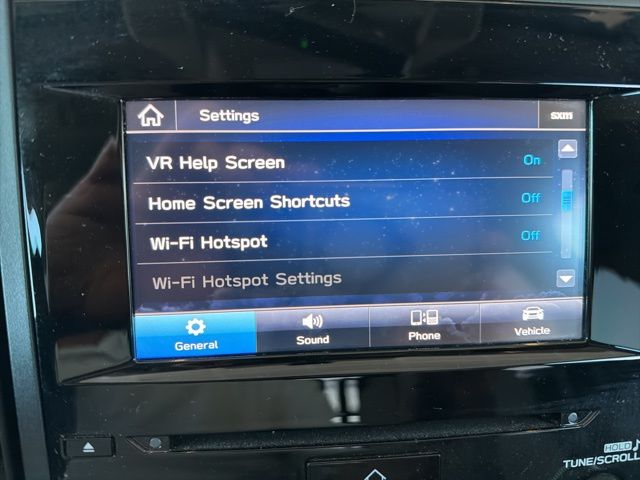 Settings
sxm
VR Help Screen On
Home Screen Shortcuts Off
Wi-Fi Hotspot Off
Wi-Fi Hotspot Settings
General Sound Phone Vehicle
HOLD
TUNE/SCROLL